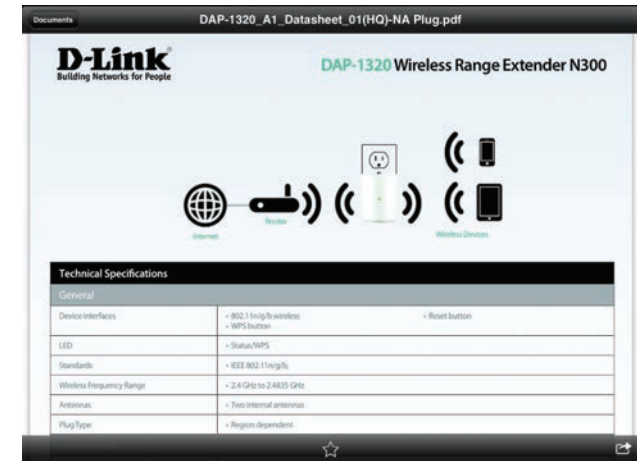 Documents
DAP-1320_A1_Datasheet_01(HQ)-NA Plug.pdf
D-Link
Building Networks for People
DAP-1320 Wireless Range Extender N300
Internet
Router
Wireless Devices
Technical Specifications
General
Device Interfaces
• 802.11n/g/b wireless
• WPS button
• Reset button
LED
• Status/WPS
Standards
• IEEE 802.11n/g/b,
Wireless Frequency Range
• 2.4 GHz to 2.4835 GHz
Antennas
• Two internal antennas
Plug Type
• Region dependent